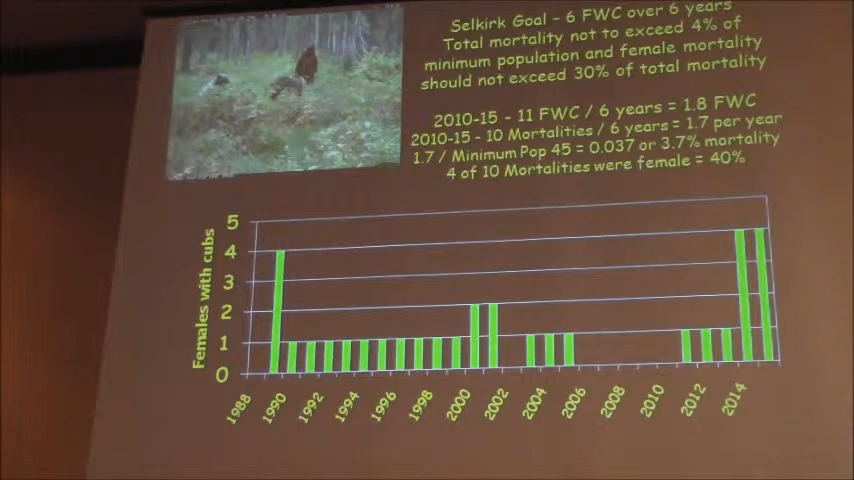 Selkirk Goal – 6 FWC over 6 years
Total mortality not to exceed 4% of
minimum population and female mortality
should not exceed 30% of total mortality
2010-15 - 11 FWC / 6 years = 1.8 FWC
2010-15 - 10 Mortalities / 6 years = 1.7 per year
1.7 / Minimum Pop 45 = 0.037 or 3.7% mortality
4 of 10 Mortalities were female = 40%
Females with cubs
5
4
3
2
1
0
1988
1990
1992
1994
1996
1998
2000
2002
2004
2006
2008
2010
2012
2014